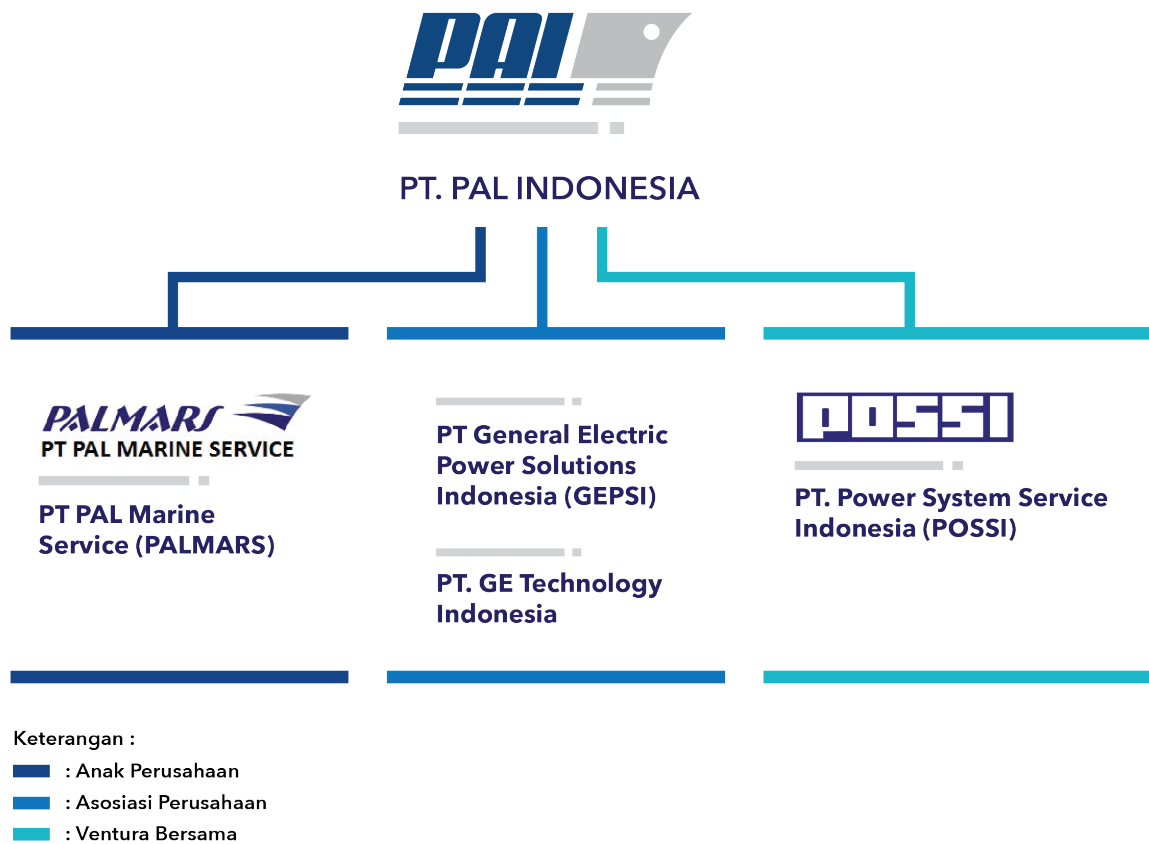 PAL
PT. PAL INDONESIA
PALMARS
PT PAL MARINE SERVICE
PT PAL Marine
Service (PALMARS)
PT General Electric
Power Solutions
Indonesia (GEPSI)
PT. GE Technology
Indonesia
POSSI
PT. Power System Service
Indonesia (POSSI)
Keterangan :
: Anak Perusahaan
: Asosiasi Perusahaan
: Ventura Bersama